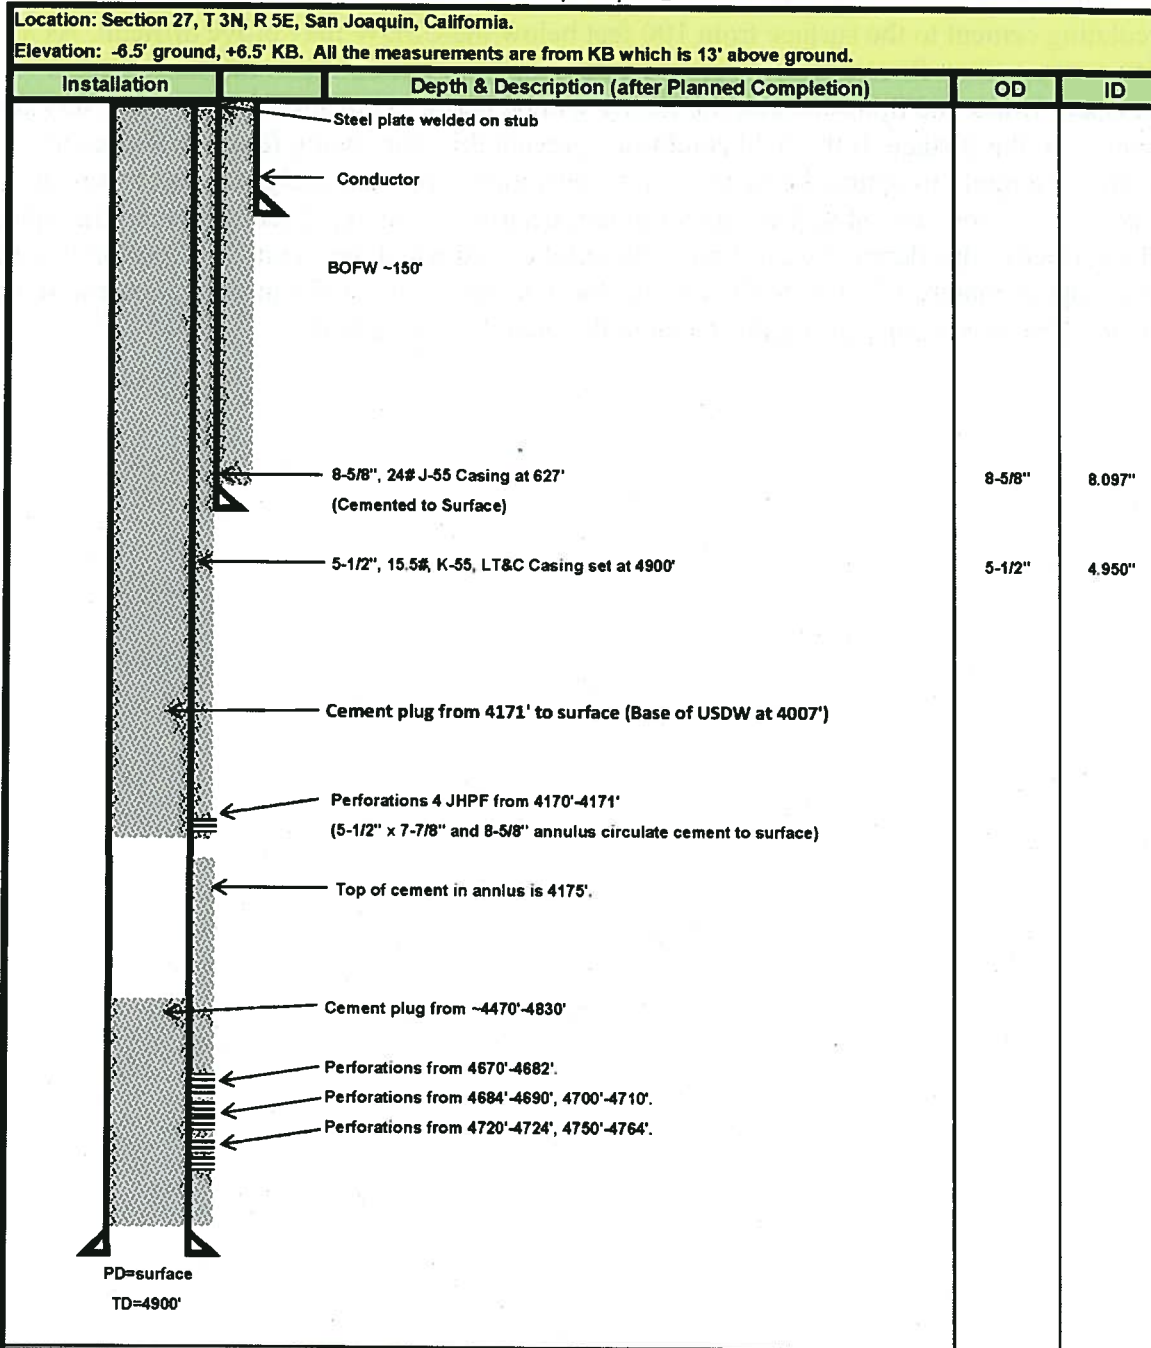 Location: Section 27, T 3N, R 5E, San Joaquin, California.
Elevation: -6.5' ground, +6.5' KB. All the measurements are from KB which is 13' above ground.
Installation Depth & Description (after Planned Completion) OD ID
Steel plate welded on stub
Conductor
BOFW ~150'
8-5/8", 24# J-55 Casing at 627' 8-5/8" 8.097"
(Cemented to Surface)
5-1/2", 15.5#, K-55, LT&C Casing set at 4900' 5-1/2" 4.950"
Cement plug from 4171' to surface (Base of USDW at 4007')
Perforations 4 JHPF from 4170'-4171'
(5-1/2" x 7-7/8" and 8-5/8" annulus circulate cement to surface)
Top of cement in annlus is 4175'.
Cement plug from ~4470'-4830'
Perforations from 4670'-4682'.
Perforations from 4684'-4690', 4700'-4710'.
Perforations from 4720'-4724', 4750'-4764'.
PD=surface
TD=4900'